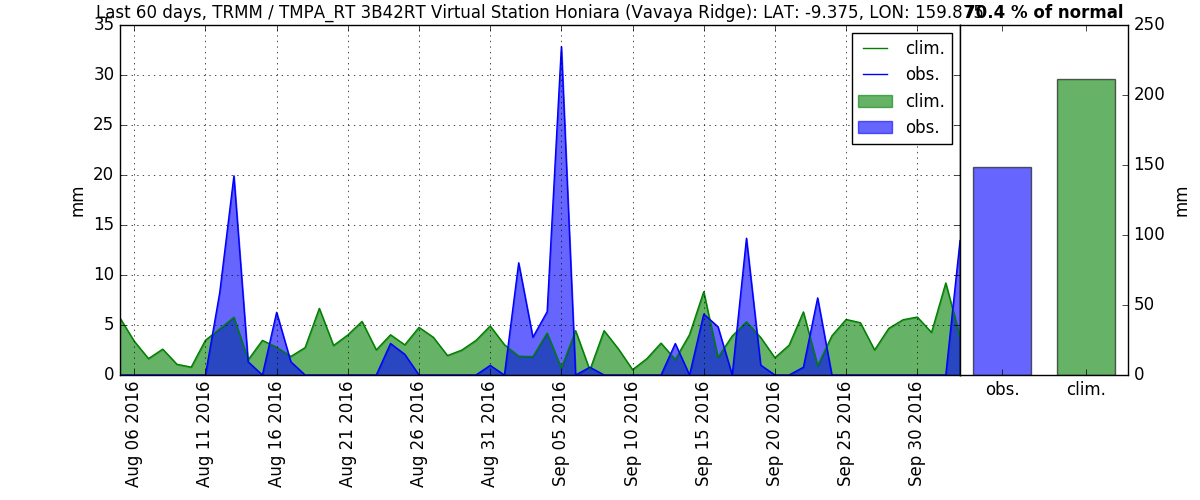 Last 60 days, TRMM / TMPA_RT 3B42RT Virtual Station Honiara (Vavaya Ridge): LAT: -9.375, LON: 159.875
70.4 % of normal
35
30
25
20
15
10
5
0
mm
clim.
obs.
clim.
obs.
250
200
150
100
50
0
mm
obs.
clim.
Aug 06 2016
Aug 11 2016
Aug 16 2016
Aug 21 2016
Aug 26 2016
Aug 31 2016
Sep 05 2016
Sep 10 2016
Sep 15 2016
Sep 20 2016
Sep 25 2016
Sep 30 2016